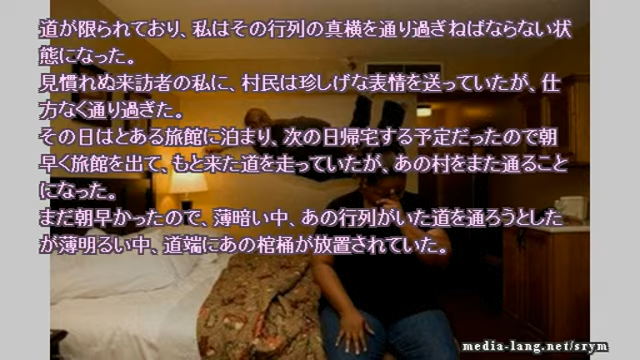 道が限られており、私はその行列の真横を通り過ぎねばならない状
態になった。
見慣れぬ来訪者の私に、村民は珍しげな表情を送っていたが、仕
方なく通り過ぎた。
その日はとある旅館に泊まり、次の日帰宅する予定だったので朝
早く旅館を出て、もと来た道を走っていたが、あの村をまた通ること
になった。
まだ朝早かったので、薄暗い中、あの行列がいた道を通ろうとした
が薄明るい中、道端にあの棺桶が放置されていた。
media-lang.net/srym